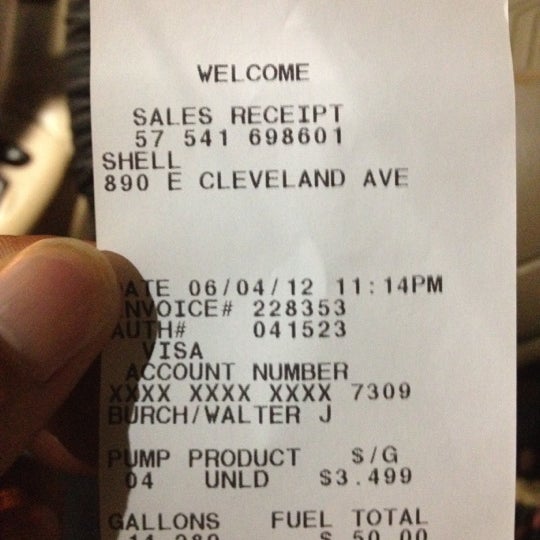 WELCOME
SALES RECEIPT
57 541 698601
SHELL
890 E CLEVELAND AVE
ATE 06/04/12 11:14PM
NVOICE# 228353
AUTH# 041523
VISA
ACCOUNT NUMBER
XXXX XXXX XXXX 7309
BURCH/WALTER J
PUMP PRODUCT $/G
04 UNLD $3.499
GALLONS FUEL TOTAL
$ 50.00